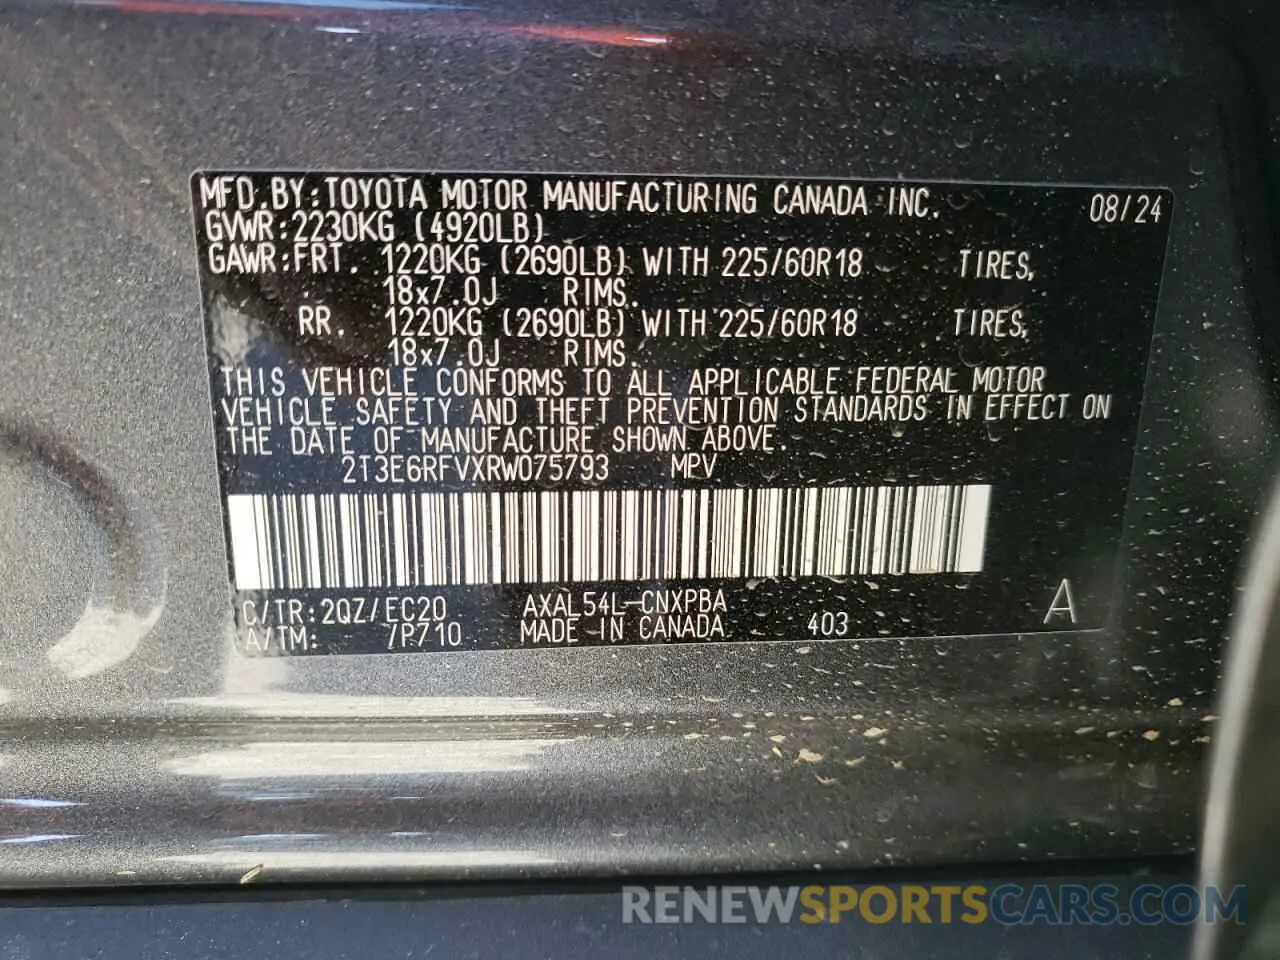 MFD.BY:TOYOTA MOTOR MANUFACTURING CANADA INC. 08/24
GVWR:2230KG (4920LB)
GAWR:FRT. 1220KG (2690LB) WITH 225/60R18 TIRES,
18x7.0J RIMS.
RR. 1220KG (2690LB) WITH 225/60R18 TIRES,
18x7.0J RIMS.
THIS VEHICLE CONFORMS TO ALL APPLICABLE FEDERAL MOTOR
VEHICLE SAFETY AND THEFT PREVENTION STANDARDS IN EFFECT ON
THE DATE OF MANUFACTURE SHOWN ABOVE.
2T3E6RFVXRW075793 MPV
C/TR:2QZ/EC20 AXAL54L-CNXPBA A
A/TM: 7P710 MADE IN CANADA 403
RENEWSPORTSCARS.COM